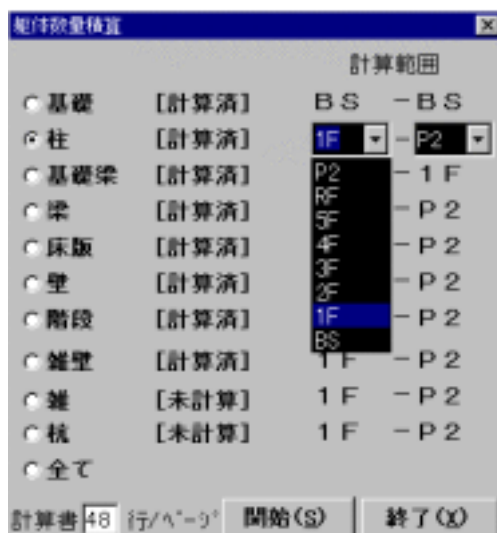 躯体数量積算
計算範囲
基礎 [計算済] BS -BS
柱 [計算済] 1F - P2
基礎梁 [計算済] - 1F
梁 [計算済] - P2
床版 [計算済] - P2
壁 [計算済] - P2
階段 [計算済] - P2
雑壁 [計算済] 1F - P2
雑 [未計算] 1F - P2
杭 [未計算] 1F - P2
全て
P2
RF
5F
4F
3F
2F
1F
BS
計算書 48 行/ページ 開始(S) 終了(X)